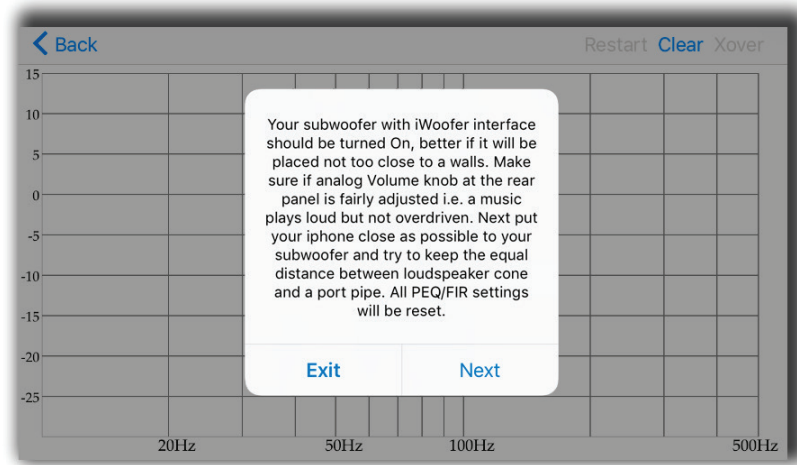 Back
Restart Clear Xover
15
10
5
0
-5
-10
-15
-20
-25
Your subwoofer with iWoofer interface
should be turned On, better if it will be
placed not too close to a walls. Make
sure if analog Volume knob at the rear
panel is fairly adjusted i.e. a music
plays loud but not overdriven. Next put
your iphone close as possible to your
subwoofer and try to keep the equal
distance between loudspeaker cone
and a port pipe. All PEQ/FIR settings
will be reset.
Exit Next
20Hz 50Hz 100Hz 500Hz